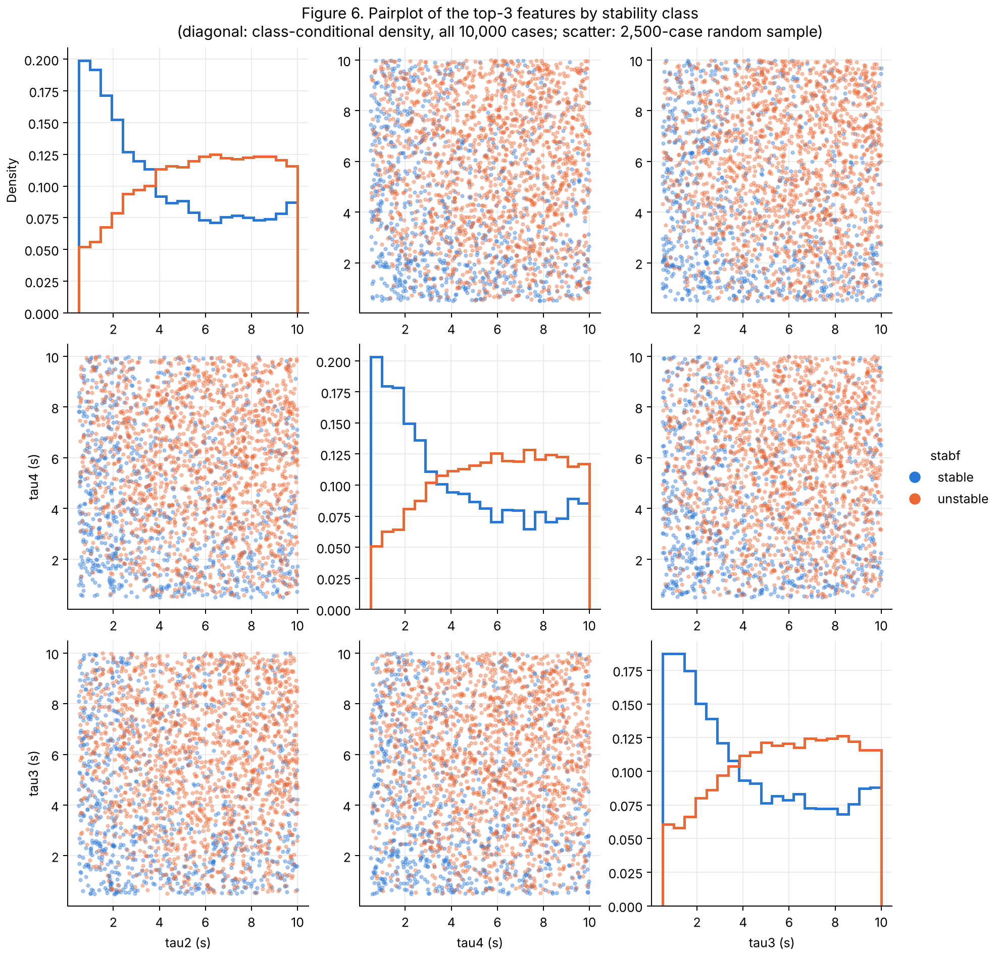 Figure 6. Pairplot of the top-3 features by stability class
(diagonal: class-conditional density, all 10,000 cases; scatter: 2,500-case random sample)
Density
0.200
0.175
0.150
0.125
0.100
0.075
0.050
0.025
0.000
2 4 6 8 10
10
8
6
4
2
2 4 6 8 10
10
8
6
4
2
2 4 6 8 10
tau4 (s)
10
8
6
4
2
2 4 6 8 10
0.200
0.175
0.150
0.125
0.100
0.075
0.050
0.025
0.000
2 4 6 8 10
10
8
6
4
2
2 4 6 8 10
stabf
stable
unstable
tau3 (s)
10
8
6
4
2
2 4 6 8 10
tau2 (s)
10
8
6
4
2
2 4 6 8 10
tau4 (s)
0.175
0.150
0.125
0.100
0.075
0.050
0.025
0.000
2 4 6 8 10
tau3 (s)